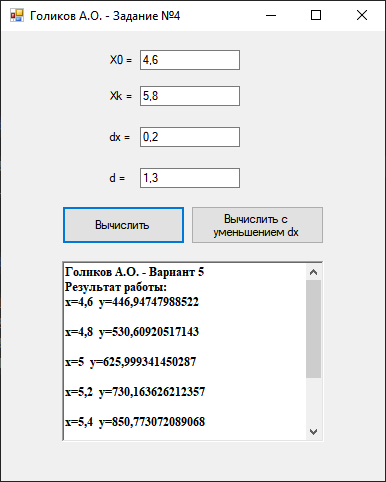 Голиков А.О. - Задание №4
X0 = 4,6
Xk = 5,8
dx = 0,2
d = 1,3
Вычислить
Вычислить с
уменьшением dx
Голиков А.О. - Вариант 5
Результат работы:
x=4,6 y=446,94747988522
x=4,8 y=530,60920517143
x=5 y=625,999341450287
x=5,2 y=730,163626212357
x=5,4 y=850,773072089068